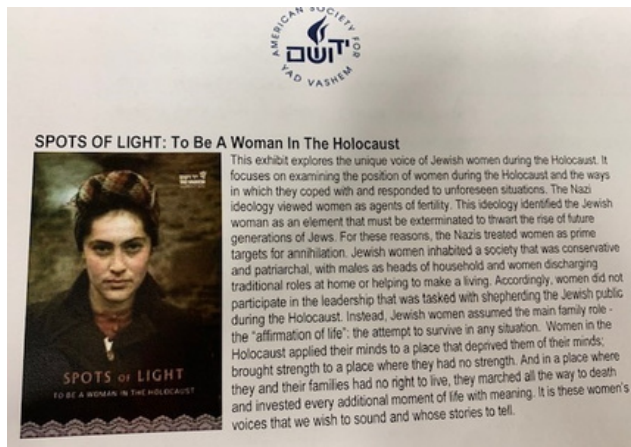 AMERICAN SOCIETY FOR
יד ושם
YAD VASHEM
SPOTS OF LIGHT: To Be A Woman In The Holocaust
This exhibit explores the unique voice of Jewish women during the Holocaust. It
focuses on examining the position of women during the Holocaust and the ways
in which they coped with and responded to unforeseen situations. The Nazi
ideology viewed women as agents of fertility. This ideology identified the Jewish
woman as an element that must be exterminated to thwart the rise of future
generations of Jews. For these reasons, the Nazis treated women as prime
targets for annihilation. Jewish women inhabited a society that was conservative
and patriarchal, with males as heads of household and women discharging
traditional roles at home or helping to make a living. Accordingly, women did not
participate in the leadership that was tasked with shepherding the Jewish public
during the Holocaust. Instead, Jewish women assumed the main family role -
the "affirmation of life": the attempt to survive in any situation. Women in the
Holocaust applied their minds to a place that deprived them of their minds;
brought strength to a place where they had no strength. And in a place where
they and their families had no right to live, they marched all the way to death
and invested every additional moment of life with meaning. It is these women's
voices that we wish to sound and whose stories to tell.
SPOTS OF LIGHT
TO BE A WOMAN IN THE HOLOCAUST